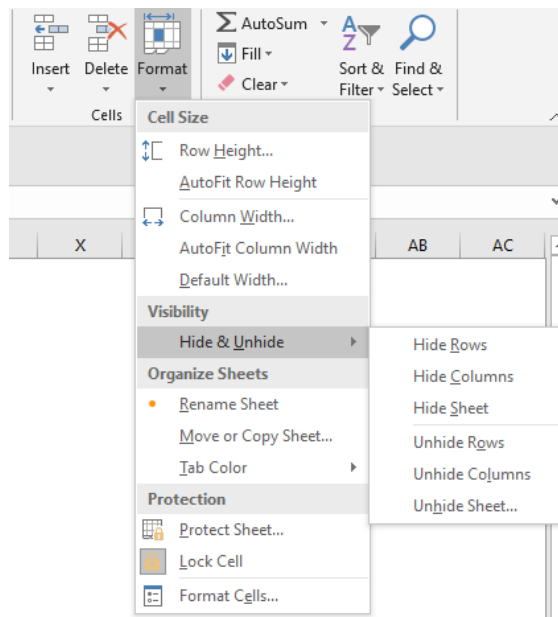 AutoSum
Fill
Clear
Insert Delete Format
Sort & Filter
Find & Select
Cells
X AB AC
Cell Size
Row Height...
AutoFit Row Height
Column Width...
AutoFit Column Width
Default Width...
Visibility
Hide & Unhide
Organize Sheets
Rename Sheet
Move or Copy Sheet...
Tab Color
Protection
Protect Sheet...
Lock Cell
Format Cells...
Hide Rows
Hide Columns
Hide Sheet
Unhide Rows
Unhide Columns
Unhide Sheet...